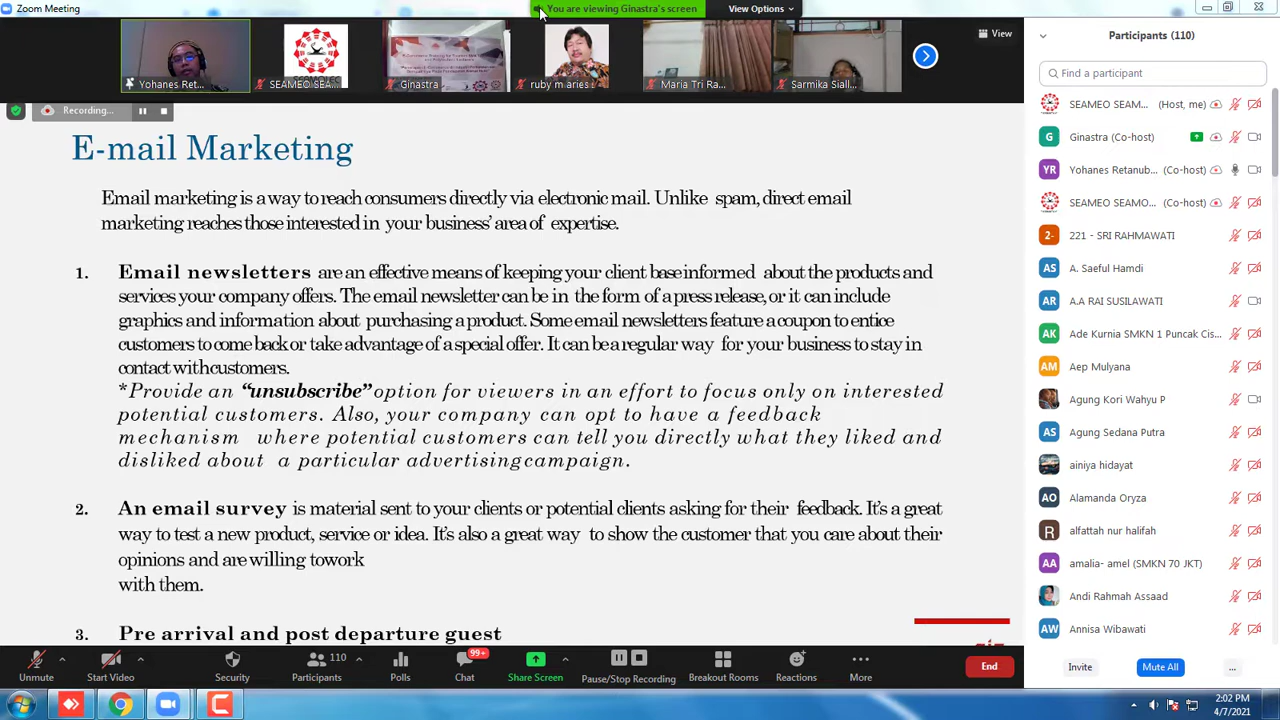 Zoom Meeting
You are viewing Ginastra's screen
View Options
View
Yohanes Ret...
SEAMEO SEA...
Ginastra
ruby m aries s
Maria Tri Ra...
Sarmika Siall...
Recording...
E-mail Marketing
Email marketing is a way to reach consumers directly via electronic mail. Unlike spam, direct email
marketing reaches those interested in your business' area of expertise.
1. Email newsletters are an effective means of keeping your client base informed about the products and
services your company offers. The email newsletter can be in the form of a press release, or it can include
graphics and information about purchasing a product. Some email newsletters feature a coupon to entice
customers to come back or take advantage of a special offer. It can be a regular way for your business to stay in
contact with customers.
*Provide an "unsubscribe" option for viewers in an effort to focus only on interested
potential customers. Also, your company can opt to have a feedback
mechanism where potential customers can tell you directly what they liked and
disliked about a particular advertising campaign.
2. An email survey is material sent to your clients or potential clients asking for their feedback. It's a great
way to test a new product, service or idea. It's also a great way to show the customer that you care about their
opinions and are willing towork
with them.
3. Pre arrival and post departure guest
Participants (110)
Find a participant
SEAMEO SEAM... (Host, me)
G Ginastra (Co-host)
YR Yohanes Retanub... (Co-host)
SEAMEO SEAMO... (Co-host)
2- 221 - SRI RAHMAWATI
AS A. Saeful Hamdi
AR A.A RAI SUSILAWATI
AK Ade Kurnia SMKN 1 Puncak Cis...
AM Aep Mulyana
Agung Kori Wahyu P
AS Agung Sedana Putra
ainiya hidayat
AO Alamanda Oryza
R alfattah nur halifah
AA amalia- amel (SMKN 70 JKT)
Andi Rahmah Assaad
AW Annisa Wibawati
Invite
Mute All
...
Unmute
Start Video
Security
110
Participants
Polls
99+
Chat
Share Screen
Pause/Stop Recording
Breakout Rooms
Reactions
More
End
2:02 PM
4/7/2021